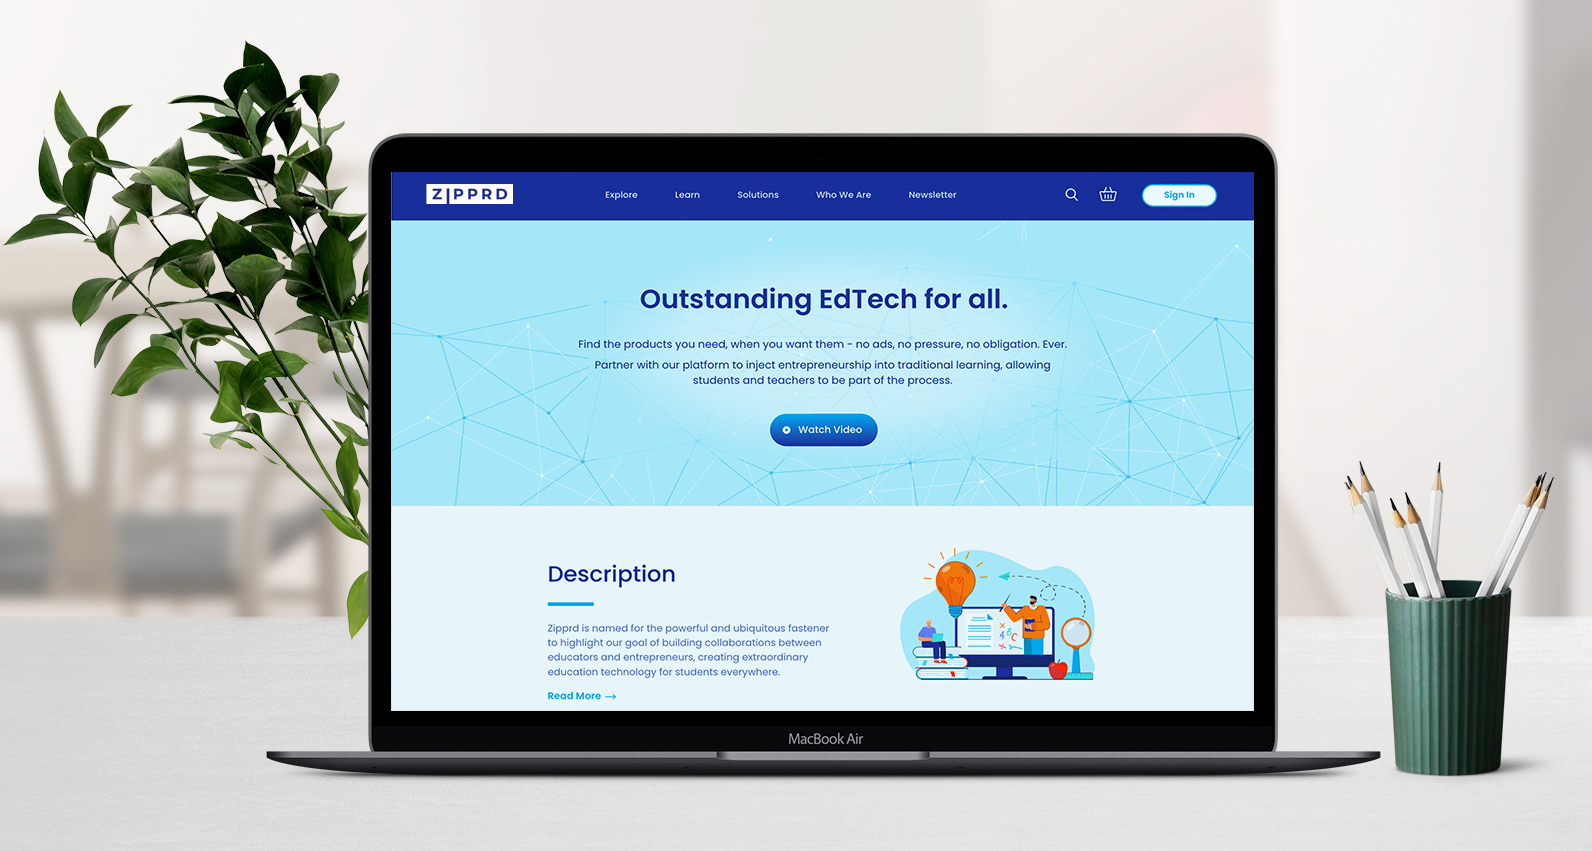 ZIPPRD
Explore
Learn
Solutions
Who We Are
Newsletter
Sign In
Outstanding EdTech for all.
Find the products you need, when you want them - no ads, no pressure, no obligation. Ever.
Partner with our platform to inject entrepreneurship into traditional learning, allowing
students and teachers to be part of the process.
Watch Video
Description
Zipprd is named for the powerful and ubiquitous fastener
to highlight our goal of building collaborations between
educators and entrepreneurs, creating extraordinary
education technology for students everywhere.
Read More
A B C
MacBook Air